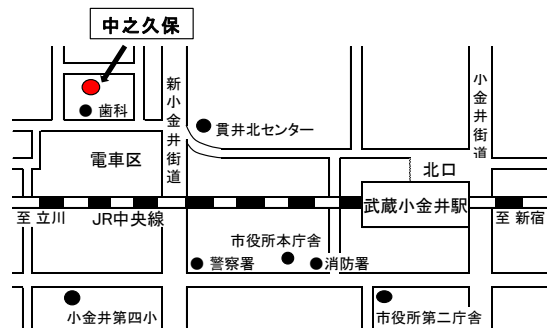 中之久保
新小金井街道
小金井街道
歯科
貫井北センター
電車区
北口
武蔵小金井駅
至 立川
JR中央線
至 新宿
市役所本庁舎
警察署
消防署
小金井第四小
市役所第二庁舎